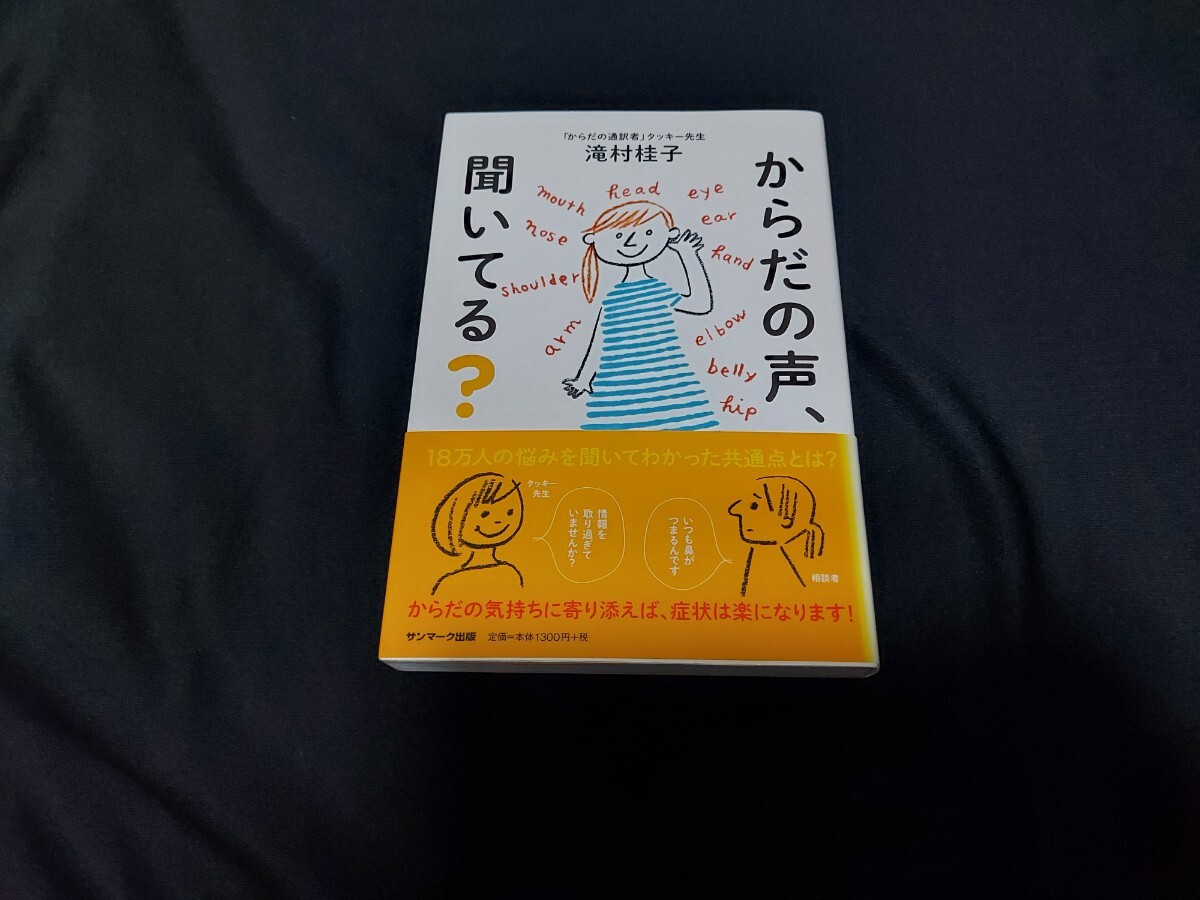 「からだの通訳者」タッキー先生
滝村桂子
からだの声、
聞いてる?
mouth
head
eye
nose
ear
hand
shoulder
arm
elbow
belly
hip
18万人の悩みを聞いてわかった共通点とは?
タッキー
先生
いつも鼻が
つまるんです
情報を
取り過ぎて
いませんか?
相談者
からだの気持ちに寄り添えば、症状は楽になります!
サンマーク出版 定価=本体1300円+税